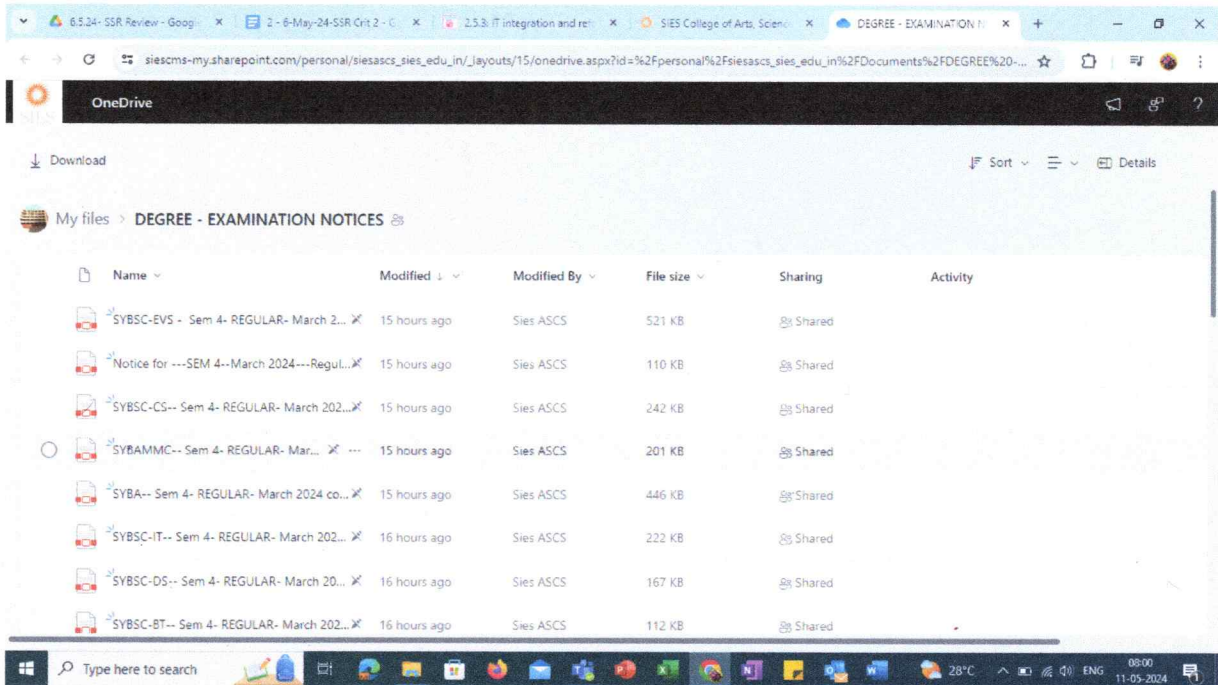 6.5.24- SSR Review - Googl
2 - 6-May-24-SSR Crit 2 - G
2.5.3: IT integration and ref
SIES College of Arts, Scienc
DEGREE - EXAMINATION N
siescms-my.sharepoint.com/personal/siesascs_sies_edu_in/_layouts/15/onedrive.aspx?id=%2Fpersonal%2Fsiesascs_sies_edu_in%2FDocuments%2FDEGREE%20-...
SIES
OneDrive
?
Download
Sort
Details
My files > DEGREE - EXAMINATION NOTICES
Name Modified Modified By File size Sharing Activity
SYBSC-EVS - Sem 4- REGULAR- March 2... 15 hours ago Sies ASCS 521 KB Shared
Notice for ---SEM 4--March 2024---Regul... 15 hours ago Sies ASCS 110 KB Shared
SYBSC-CS-- Sem 4- REGULAR- March 202... 15 hours ago Sies ASCS 242 KB Shared
SYBAMMC-- Sem 4- REGULAR- Mar... ··· 15 hours ago Sies ASCS 201 KB Shared
SYBA-- Sem 4- REGULAR- March 2024 co... 15 hours ago Sies ASCS 446 KB Shared
SYBSC-IT-- Sem 4- REGULAR- March 202... 16 hours ago Sies ASCS 222 KB Shared
SYBSC-DS-- Sem 4- REGULAR- March 20... 16 hours ago Sies ASCS 167 KB Shared
SYBSC-BT-- Sem 4- REGULAR- March 202... 16 hours ago Sies ASCS 112 KB Shared
Type here to search
28°C
ENG
08:00
11-05-2024